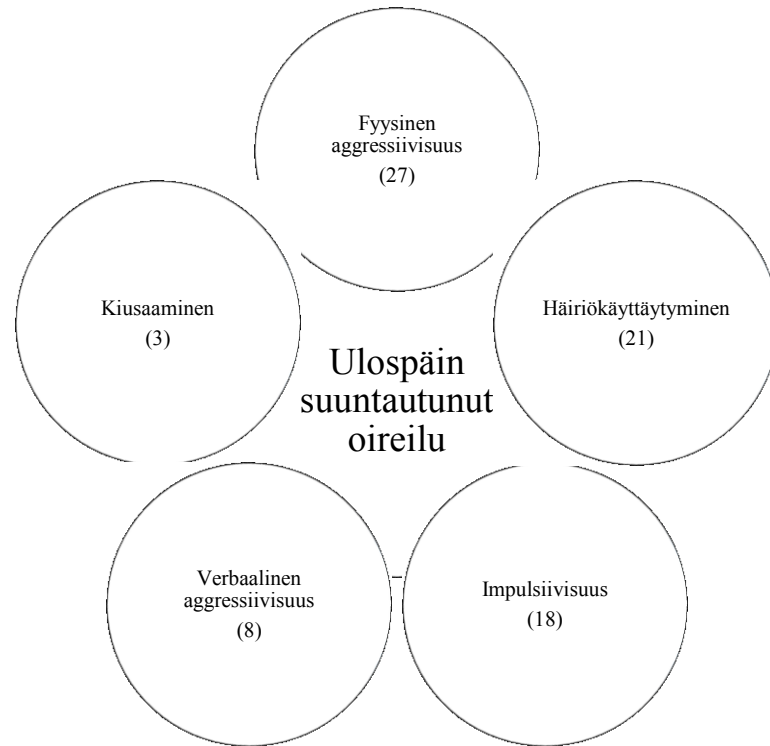 Fyysinen
aggressiivisuus
(27)
Kiusaaminen
(3)
Häiriökäyttäytyminen
(21)
Ulospäin
suuntautunut
oireilu
Verbaalinen
aggressiivisuus
(8)
Impulsiivisuus
(18)